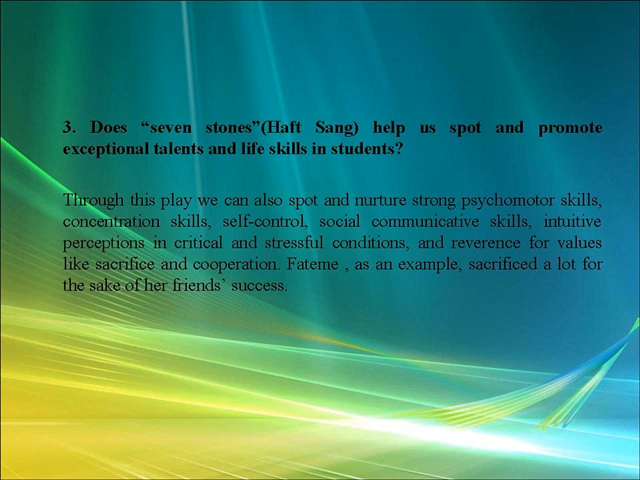 3. Does “seven stones”(Haft Sang) help us spot and promote
exceptional talents and life skills in students?
Through this play we can also spot and nurture strong psychomotor skills,
concentration skills, self-control, social communicative skills, intuitive
perceptions in critical and stressful conditions, and reverence for values
like sacrifice and cooperation. Fateme , as an example, sacrificed a lot for
the sake of her friends’ success.